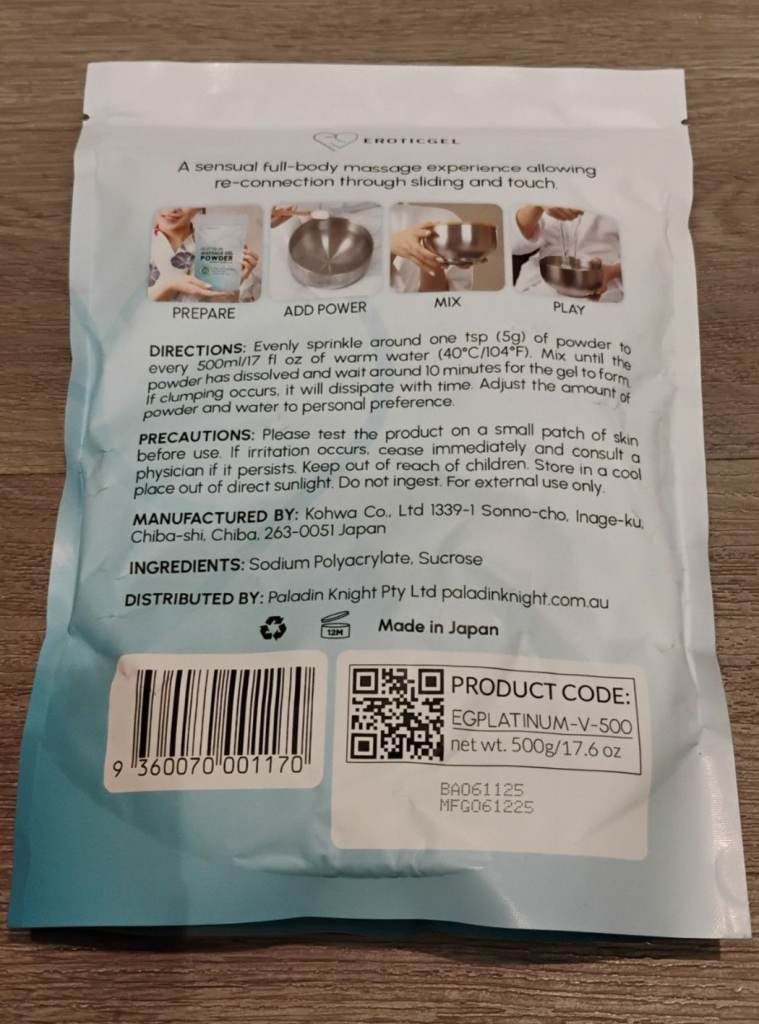 EROTICGEL
A sensual full-body massage experience allowing
re-connection through sliding and touch.
MASSAGE GEL
POWDER
PREPARE
ADD POWER
MIX
PLAY
DIRECTIONS: Evenly sprinkle around one tsp (5g) of powder to
every 500ml/17 fl oz of warm water (40°C/104°F). Mix until the
powder has dissolved and wait around 10 minutes for the gel to form.
If clumping occurs, it will dissipate with time. Adjust the amount of
powder and water to personal preference.
PRECAUTIONS: Please test the product on a small patch of skin
before use. If irritation occurs, cease immediately and consult a
physician if it persists. Keep out of reach of children. Store in a cool
place out of direct sunlight. Do not ingest. For external use only.
MANUFACTURED BY: Kohwa Co., Ltd 1339-1 Sonno-cho, Inage-ku,
Chiba-shi, Chiba, 263-0051 Japan
INGREDIENTS: Sodium Polyacrylate, Sucrose
DISTRIBUTED BY: Paladin Knight Pty Ltd paladinknight.com.au
12M
Made in Japan
9 360070 001170
PRODUCT CODE:
EGPLATINUM-V-500
net wt. 500g/17.6 oz
BA061125
MFG061225